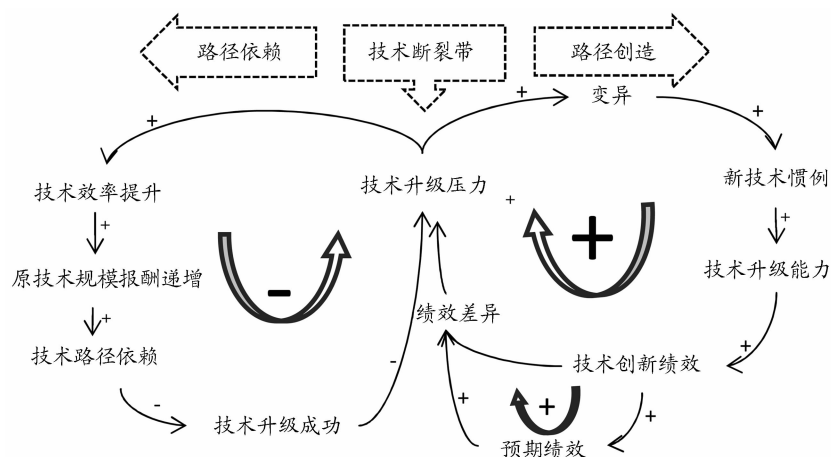 路径依赖
技术断裂带
路径创造
+
+
变异
+
技术效率提升
技术升级压力
新技术惯例
+
+
+
+
原技术规模报酬递增
-
技术升级能力
+
绩效差异
技术路径依赖
-
技术创新绩效
+
-
+
+
+
技术升级成功
预期绩效